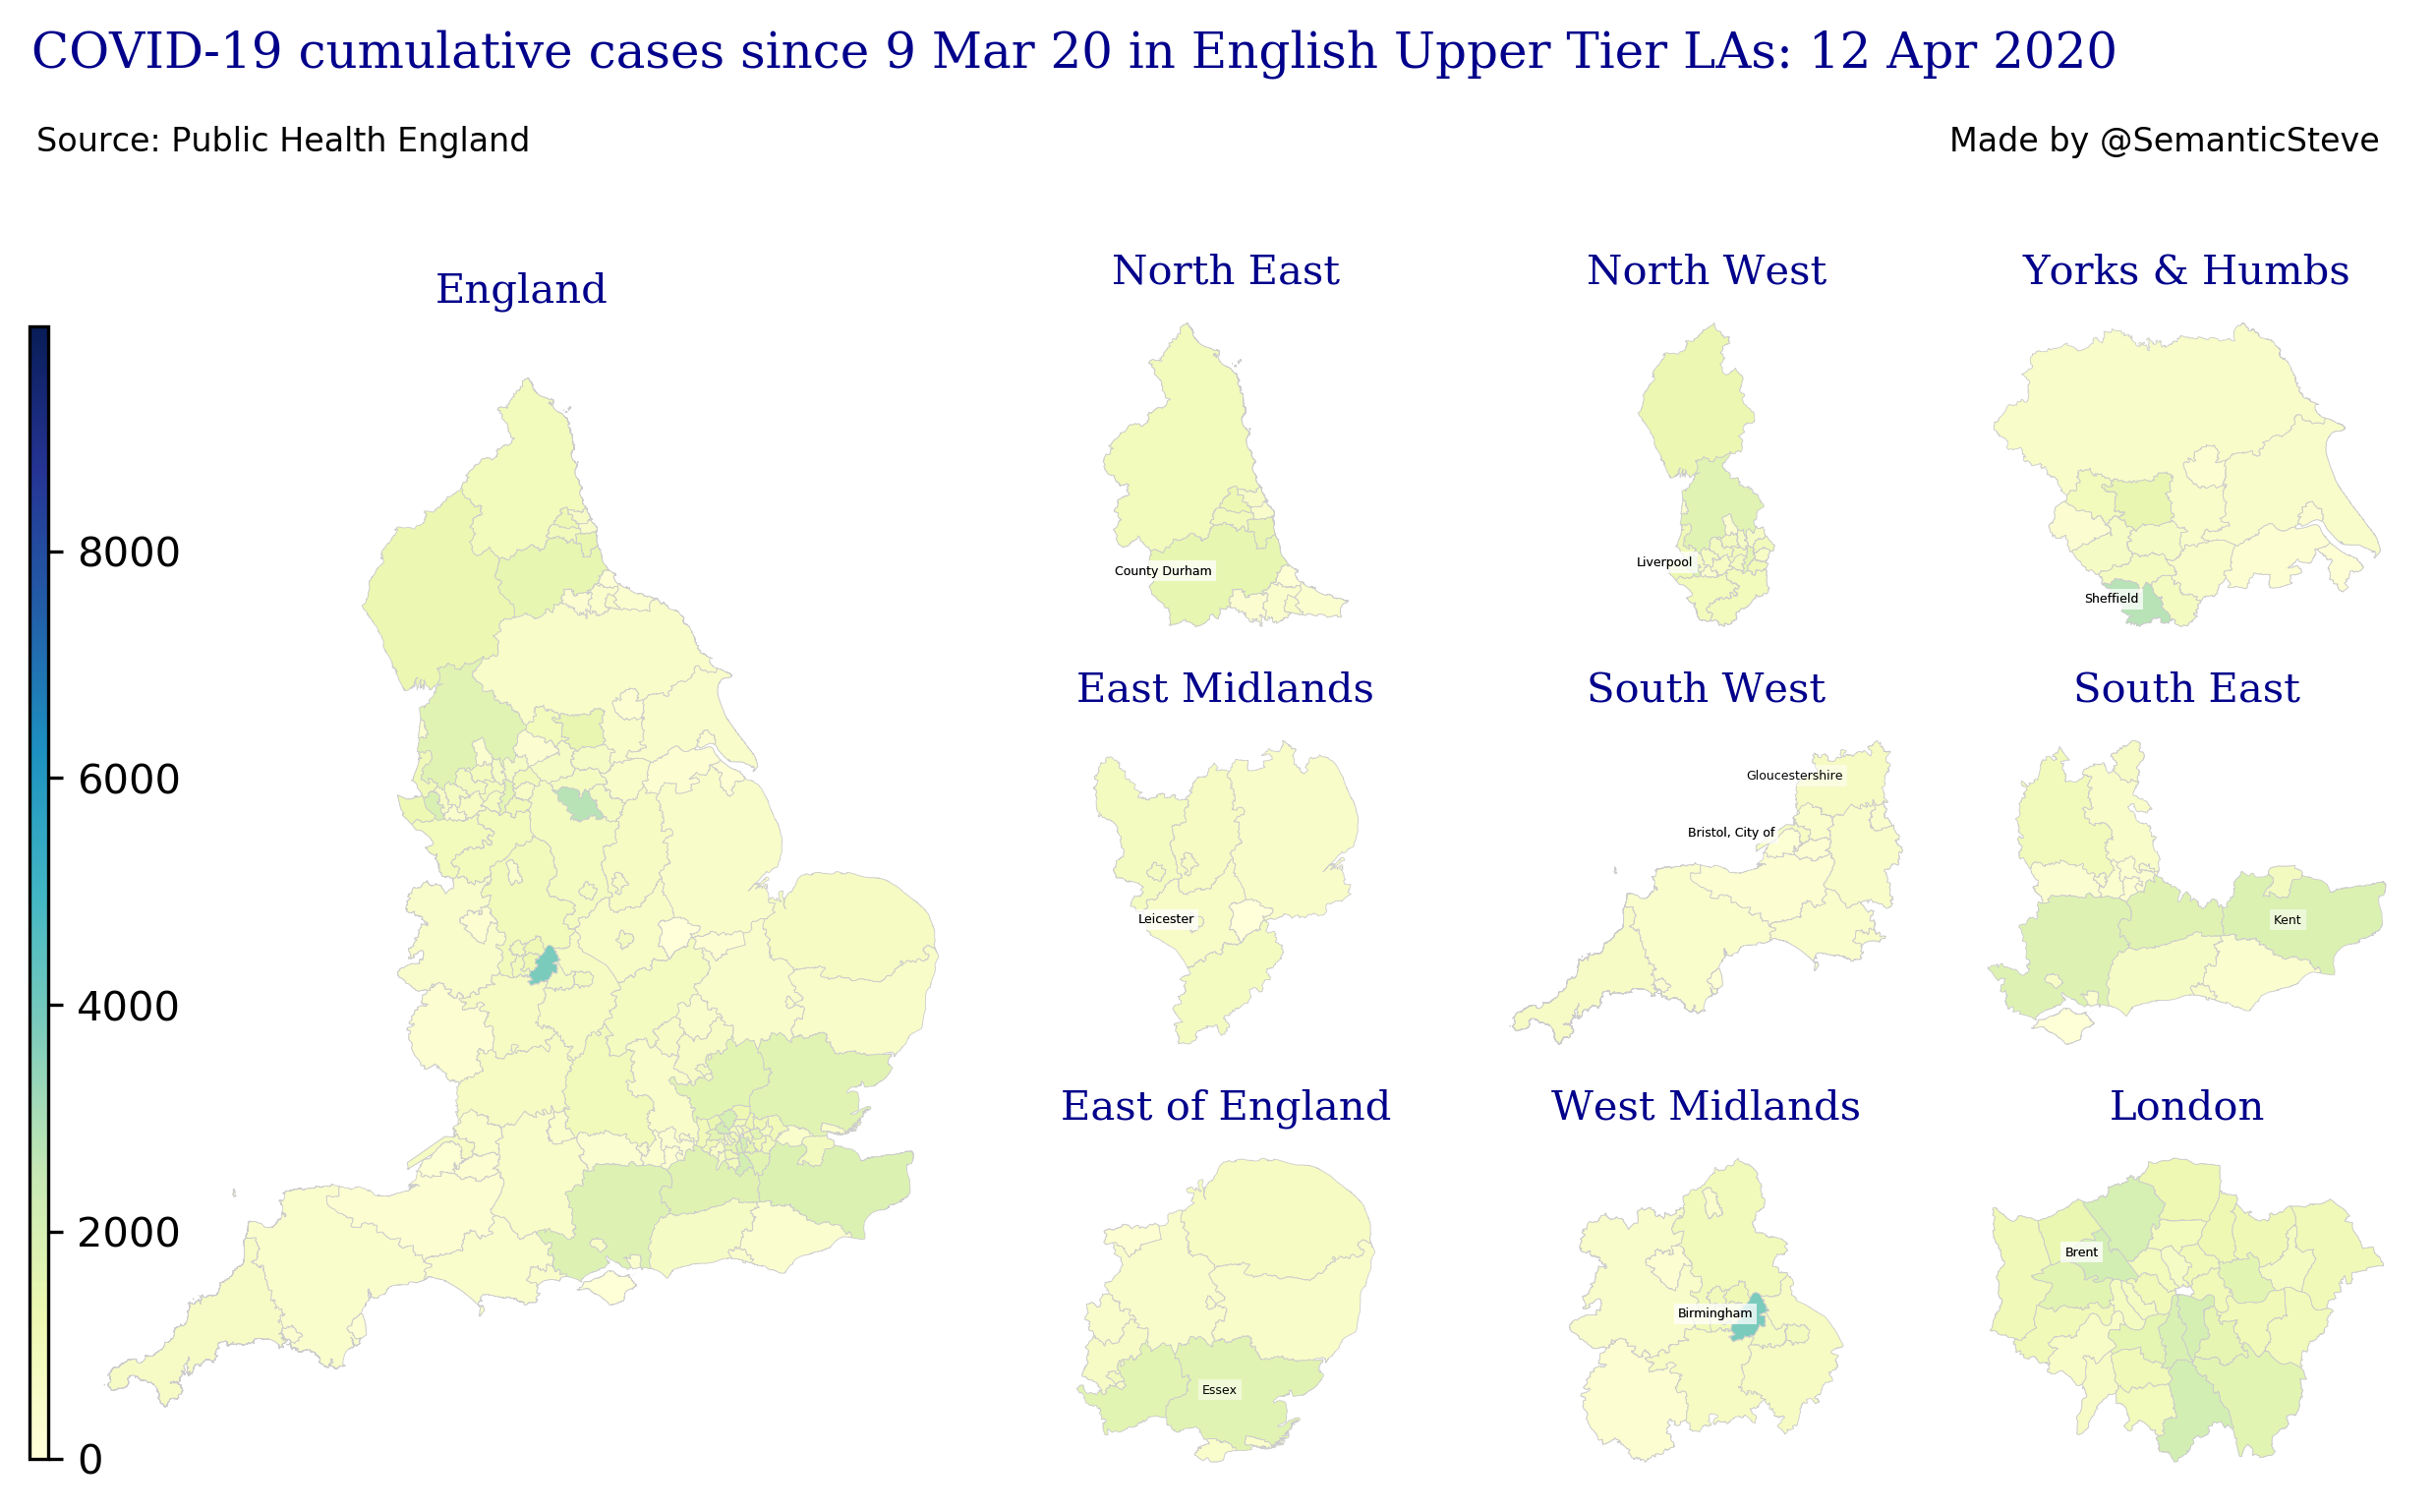 COVID-19 cumulative cases since 9 Mar 20 in English Upper Tier LAs: 12 Apr 2020
Source: Public Health England
Made by @SemanticSteve
England
8000
6000
4000
2000
0
North East
County Durham
North West
Liverpool
Yorks & Humbs
Sheffield
East Midlands
Leicester
South West
Gloucestershire
Bristol, City of
South East
Kent
East of England
Essex
West Midlands
Birmingham
London
Brent